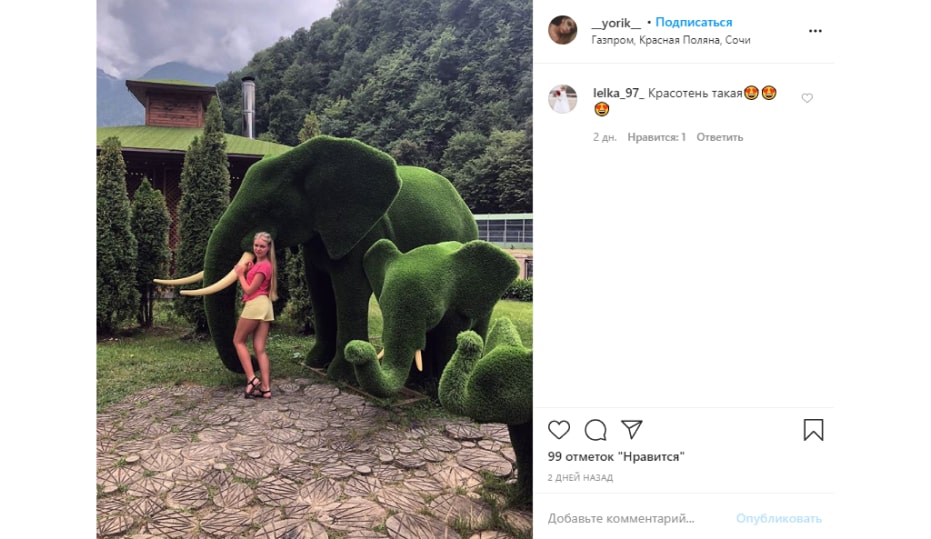 __yorik__ • Подписаться
Газпром, Красная Поляна, Сочи
lelka_97_ Красотень такая😍😍
😍
2 дн. Нравится: 1 Ответить
99 отметок "Нравится"
2 ДНЕЙ НАЗАД
Добавьте комментарий... Опубликовать